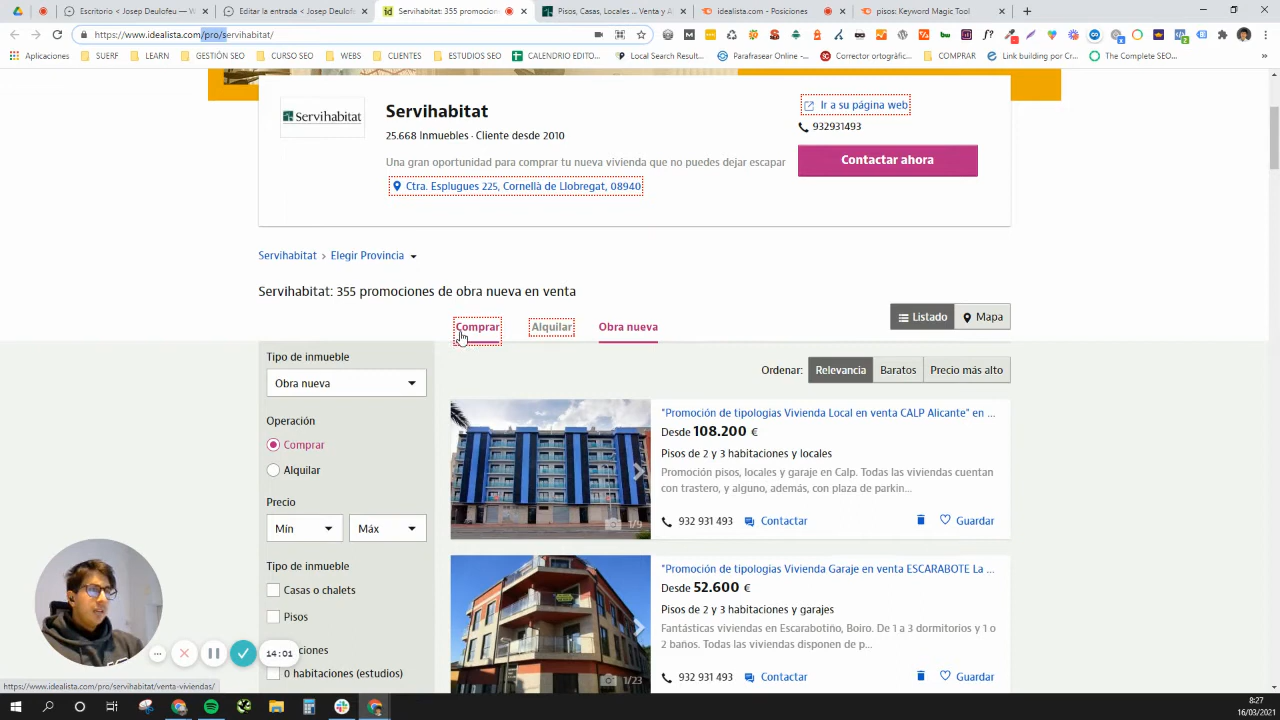 Escritorio < Josep Deulofeu — V
Editar la entrada < Josep Deulof
Servihabitat: 355 promocione
Pisos, Casas, Locales ... Venta y A
idealista.com - Posiciones
pisos: Keyword Magic Tool
https://www.idealista.com/pro/servihabitat/
Aplicaciones
SUERF
LEARN
GESTIÓN SEO
CURSO SEO
WEBS
CLIENTES
ESTUDIOS SEO
CALENDARIO EDITO...
Local Search Result...
Parafrasear Online -...
Corrector ortográfic...
COMPRAR
Link building por Cr...
The Complete SEO...
Servihabitat
Servihabitat
25.668 Inmuebles · Cliente desde 2010
Una gran oportunidad para comprar tu nueva vivienda que no puedes dejar escapar
Ctra. Esplugues 225, Cornellà de Llobregat, 08940
Ir a su página web
932931493
Contactar ahora
Servihabitat > Elegir Provincia
Servihabitat: 355 promociones de obra nueva en venta
Comprar
Alquilar
Obra nueva
Listado
Mapa
Ordenar:
Relevancia
Baratos
Precio más alto
Tipo de inmueble
Obra nueva
Operación
Comprar
Alquilar
Precio
Mín
Máx
Tipo de inmueble
Casas o chalets
Pisos
ciones
0 habitaciones (estudios)
"Promoción de tipologias Vivienda Local en venta CALP Alicante" en ...
Desde 108.200 €
Pisos de 2 y 3 habitaciones y locales
Promoción pisos, locales y garaje en Calp. Todas las viviendas cuentan
con trastero, y alguno, además, con plaza de parkin...
1/9
932 931 493
Contactar
Guardar
"Promoción de tipologias Vivienda Garaje en venta ESCARABOTE La ...
Desde 52.600 €
Pisos de 2 y 3 habitaciones y garajes
Fantásticas viviendas en Escarabotiño, Boiro. De 1 a 3 dormitorios y 1 o
2 baños. Todas las viviendas disponen de p...
1/23
932 931 493
Contactar
Guardar
14:01
https://www.idealista.com/pro/servihabitat/venta-viviendas/
8:27
16/03/2021